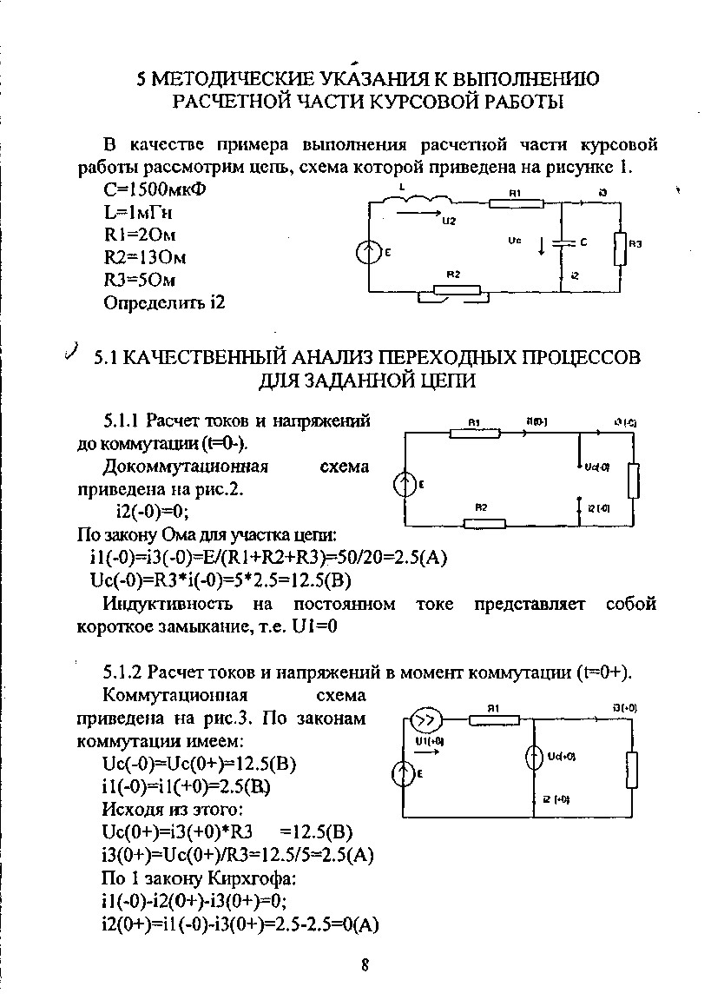 5 МЕТОДИЧЕСКИЕ УКАЗАНИЯ К ВЫПОЛНЕНИЮ
РАСЧЕТНОЙ ЧАСТИ КУРСОВОЙ РАБОТЫ
В качестве примера выполнения расчетной части курсовой
работы рассмотрим цепь, схема которой приведена на рисунке 1.
C=1500мкФ
L=1мГн
R1=2Ом
R2=13Ом
R3=5Ом
Определить i2
L
R1
i3
U2
E
Uc
C
R3
R2
i2
5.1 КАЧЕСТВЕННЫЙ АНАЛИЗ ПЕРЕХОДНЫХ ПРОЦЕССОВ
ДЛЯ ЗАДАННОЙ ЦЕПИ
5.1.1 Расчет токов и напряжений
до коммутации (t=0-).
Докоммутационная схема
приведена на рис.2.
i2(-0)=0;
R1
i1(0-)
i3(-0)
E
Uc(-0)
R2
i2(-0)
По закону Ома для участка цепи:
i1(-0)=i3(-0)=E/(R1+R2+R3)=50/20=2.5(A)
Uc(-0)=R3*i(-0)=5*2.5=12.5(B)
Индуктивность на постоянном токе представляет собой
короткое замыкание, т.е. U1=0
5.1.2 Расчет токов и напряжений в момент коммутации (t=0+).
Коммутационная схема
приведена на рис.3. По законам
коммутации имеем:
Uc(-0)=Uc(0+)=12.5(B)
i1(-0)=i1(+0)=2.5(B)
Исходя из этого:
R1
i3(+0)
U1(+0)
E
Uc(+0)
i2 (+0)
Uc(0+)=i3(+0)*R3 =12.5(B)
i3(0+)=Uc(0+)/R3=12.5/5=2.5(A)
По 1 закону Кирхгофа:
i1(-0)-i2(0+)-i3(0+)=0;
i2(0+)=i1(-0)-i3(0+)=2.5-2.5=0(A)
8